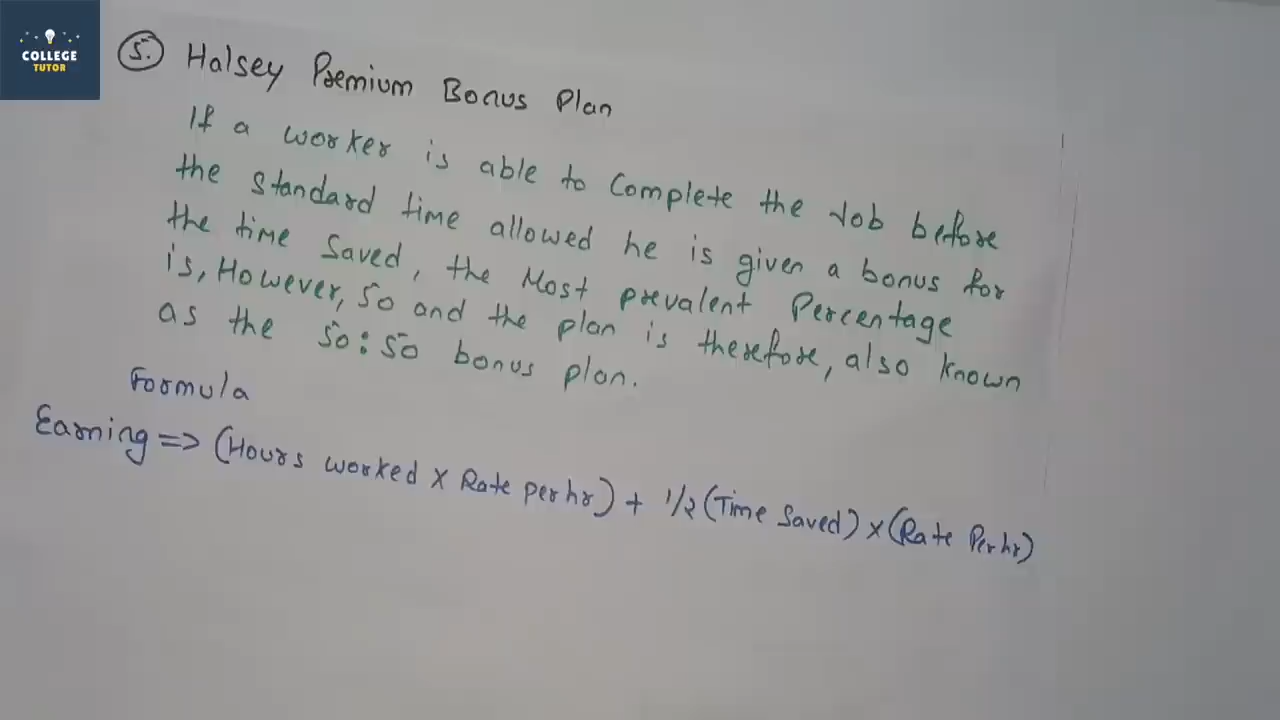 COLLEGE
TUTOR
5. Halsey Premium Bonus Plan
If a worker is able to Complete the Job before
the standard time allowed he is given a bonus for
the time saved, the Most prevalent Percentage
is, However, 50 and the plan is therefore, also known
as the 50:50 bonus plan.
Formula
Earning => (Hours worked x Rate per hr) + 1/2 (Time Saved) x (Rate Per hr)